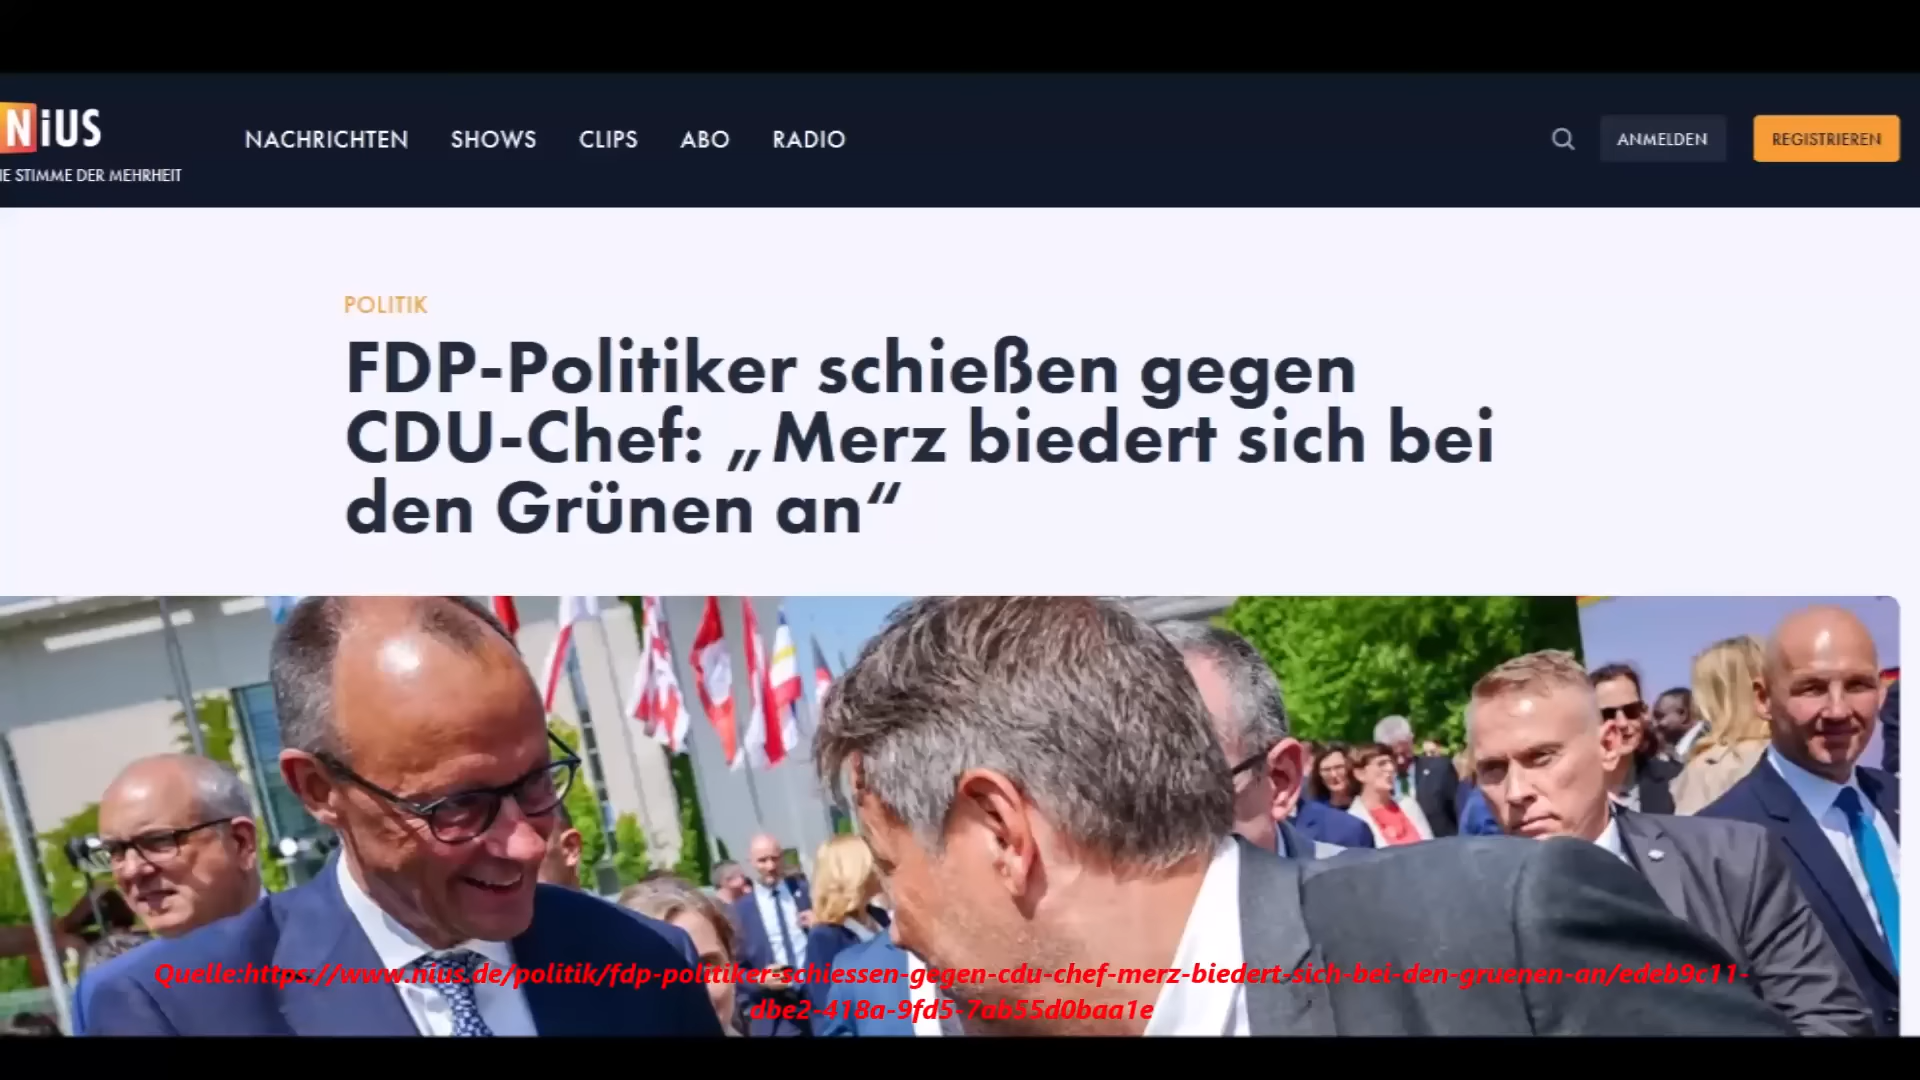 NiUS
IE STIMME DER MEHRHEIT
NACHRICHTEN
SHOWS
CLIPS
ABO
RADIO
ANMELDEN
REGISTRIEREN
POLITIK
FDP-Politiker schießen gegen
CDU-Chef: „Merz biedert sich bei
den Grünen an“
Quelle:https://www.nius.de/politik/fdp-politiker-schiessen-gegen-cdu-chef-merz-biedert-sich-bei-den-gruenen-an/edeb9c11-
dbe2-418a-9fd5-7ab55d0baa1e